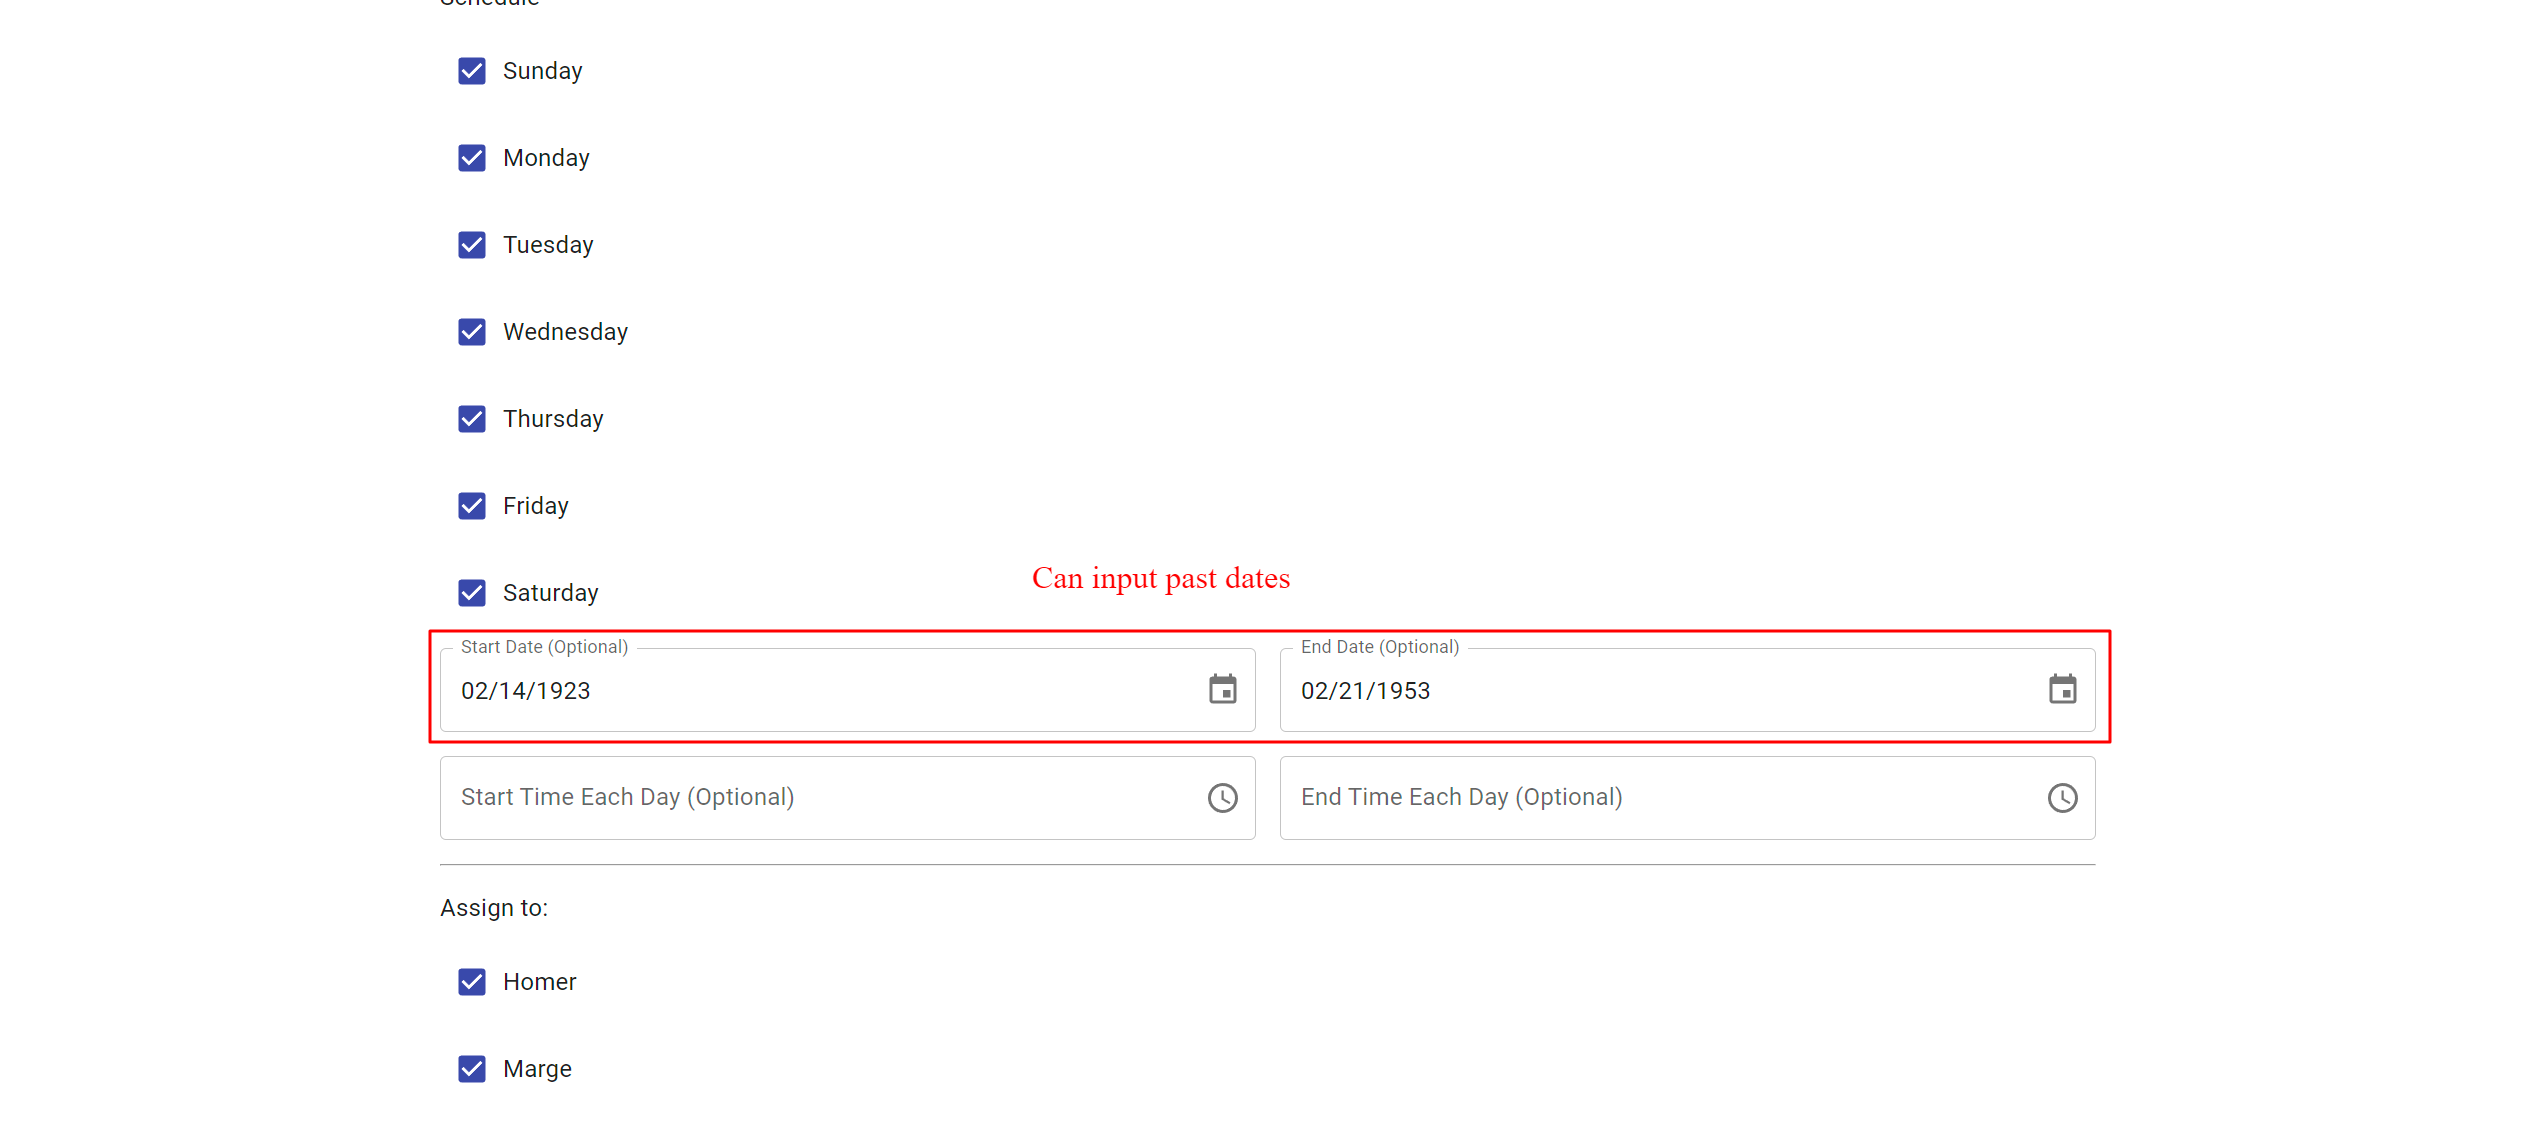 Schedule
Sunday
Monday
Tuesday
Wednesday
Thursday
Friday
Saturday
Can input past dates
Start Date (Optional)
02/14/1923
End Date (Optional)
02/21/1953
Start Time Each Day (Optional)
End Time Each Day (Optional)
Assign to:
Homer
Marge